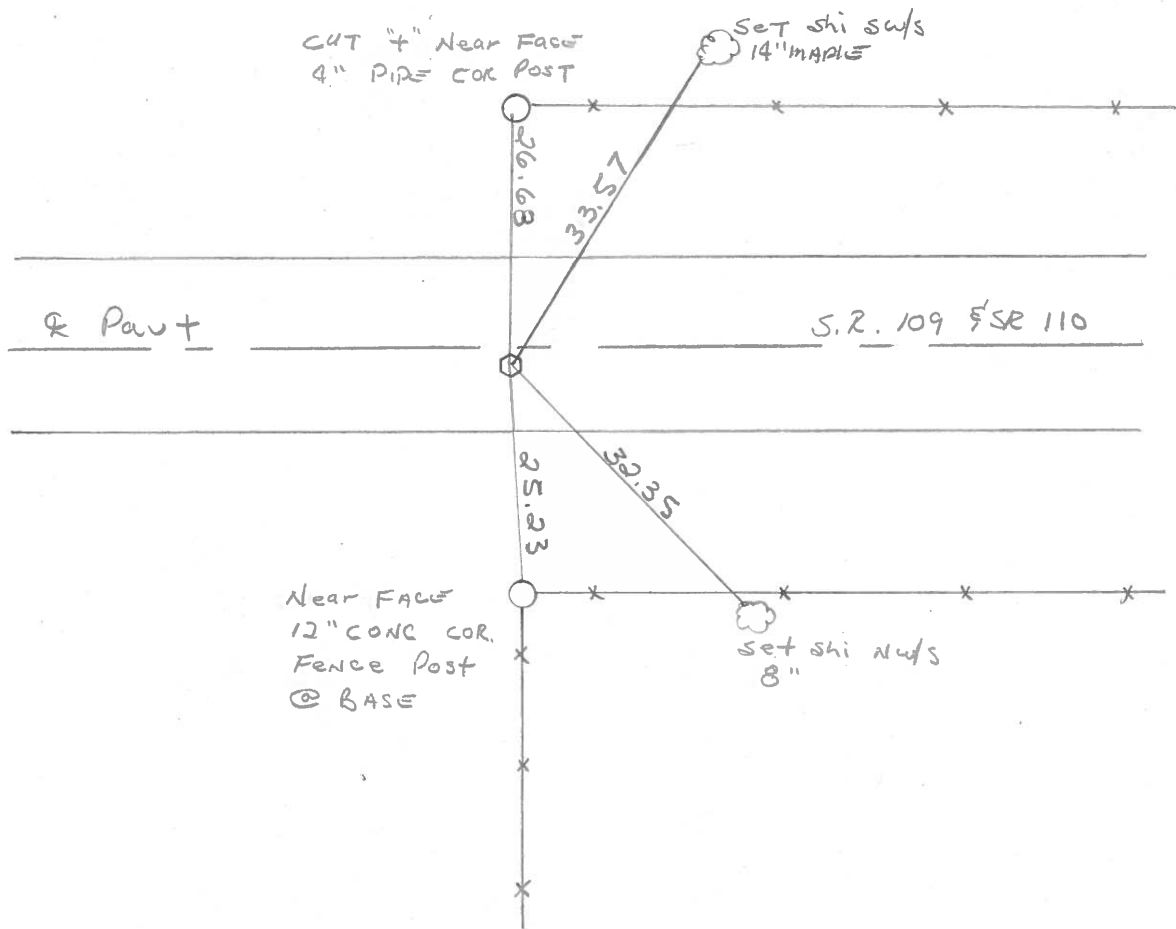 CUT "+" Near Face
4" PIPE COR POST
Set shi sw/s
14" MAPLE
26.68
33.57
℄ Pavt
S.R. 109 & SR 110
25.23
32.35
Near FACE
12" CONC COR.
FENCE Post
@ BASE
Set shi Nw/s
8"